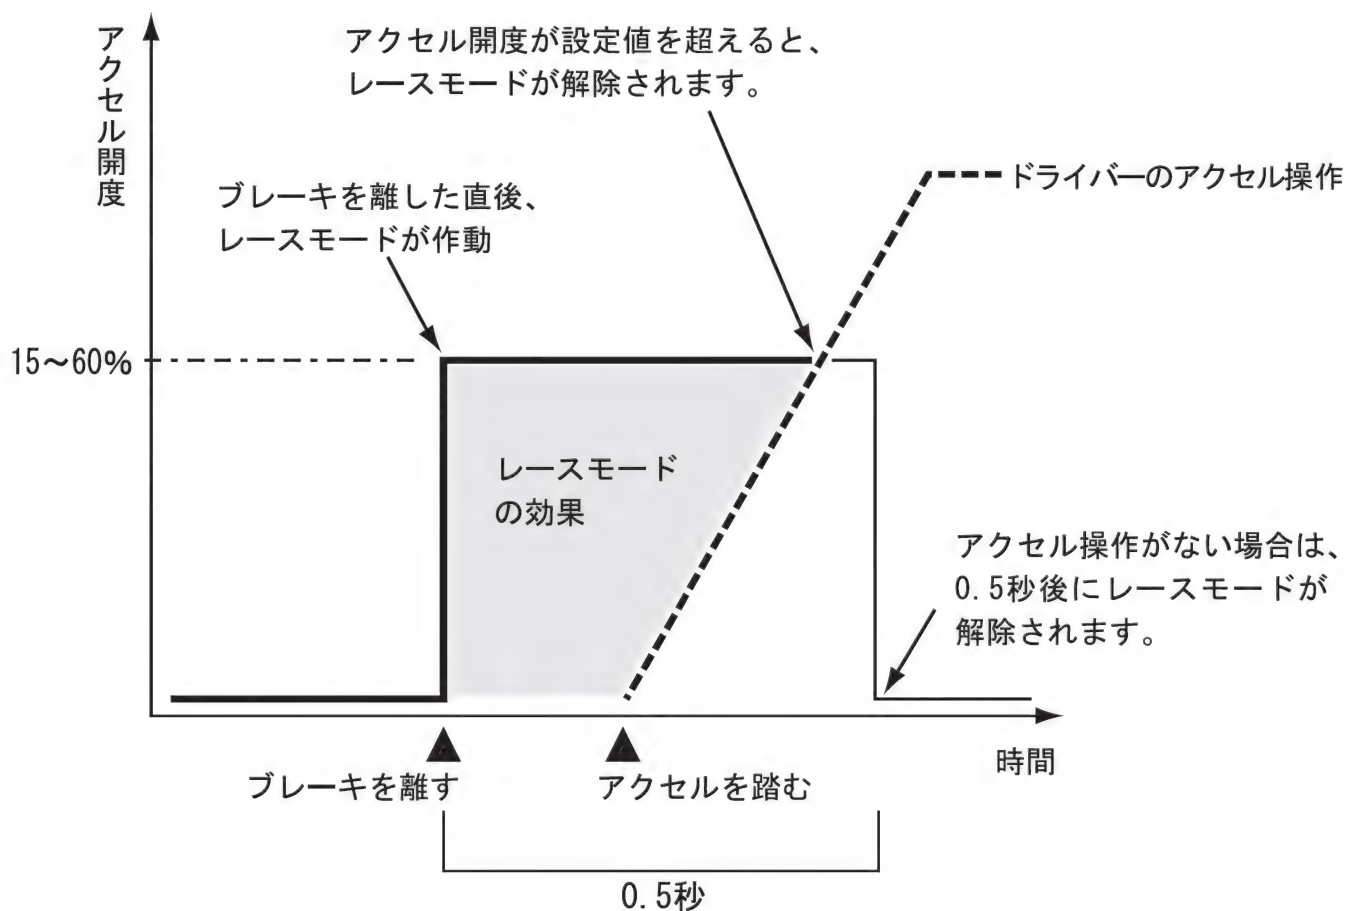 アクセル開度
アクセル開度が設定値を超えると、
レースモードが解除されます。
ブレーキを離した直後、
レースモードが作動
ドライバーのアクセル操作
15～60%
レースモード
の効果
アクセル操作がない場合は、
0.5秒後にレースモードが
解除されます。
時間
ブレーキを離す
アクセルを踏む
0.5秒